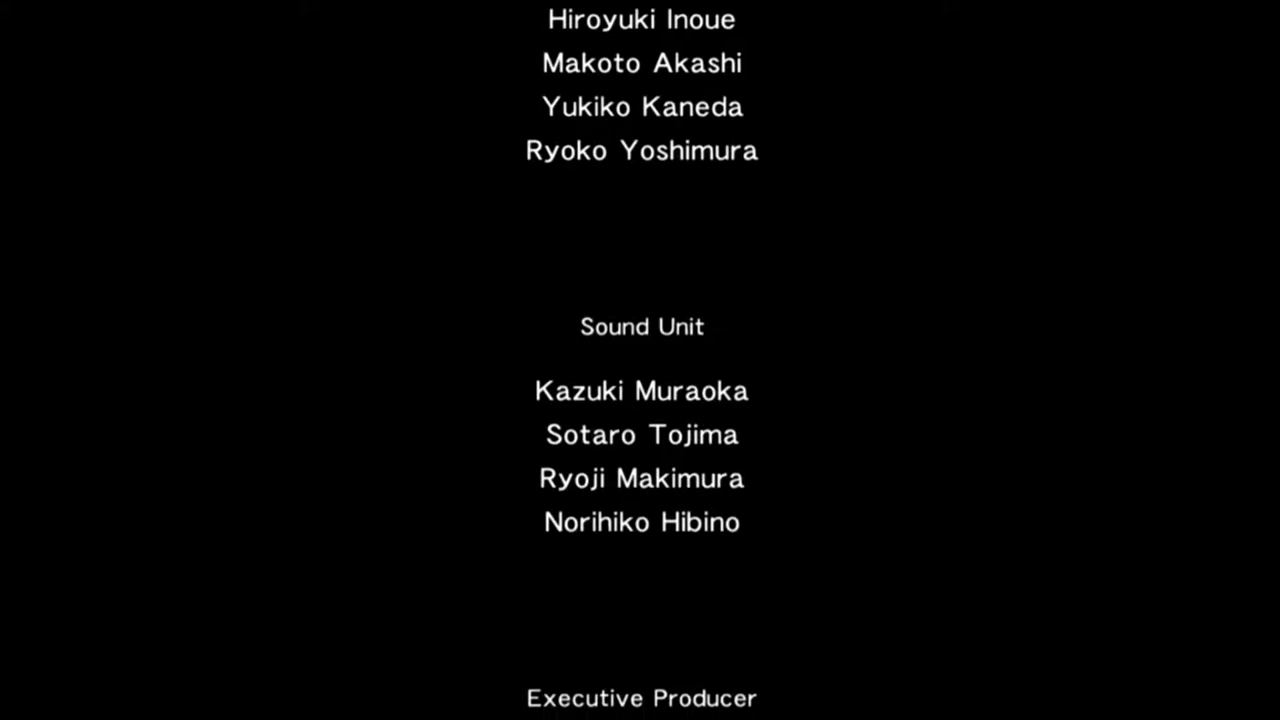 Hiroyuki Inoue
Makoto Akashi
Yukiko Kaneda
Ryoko Yoshimura
Sound Unit
Kazuki Muraoka
Sotaro Tojima
Ryoji Makimura
Norihiko Hibino
Executive Producer